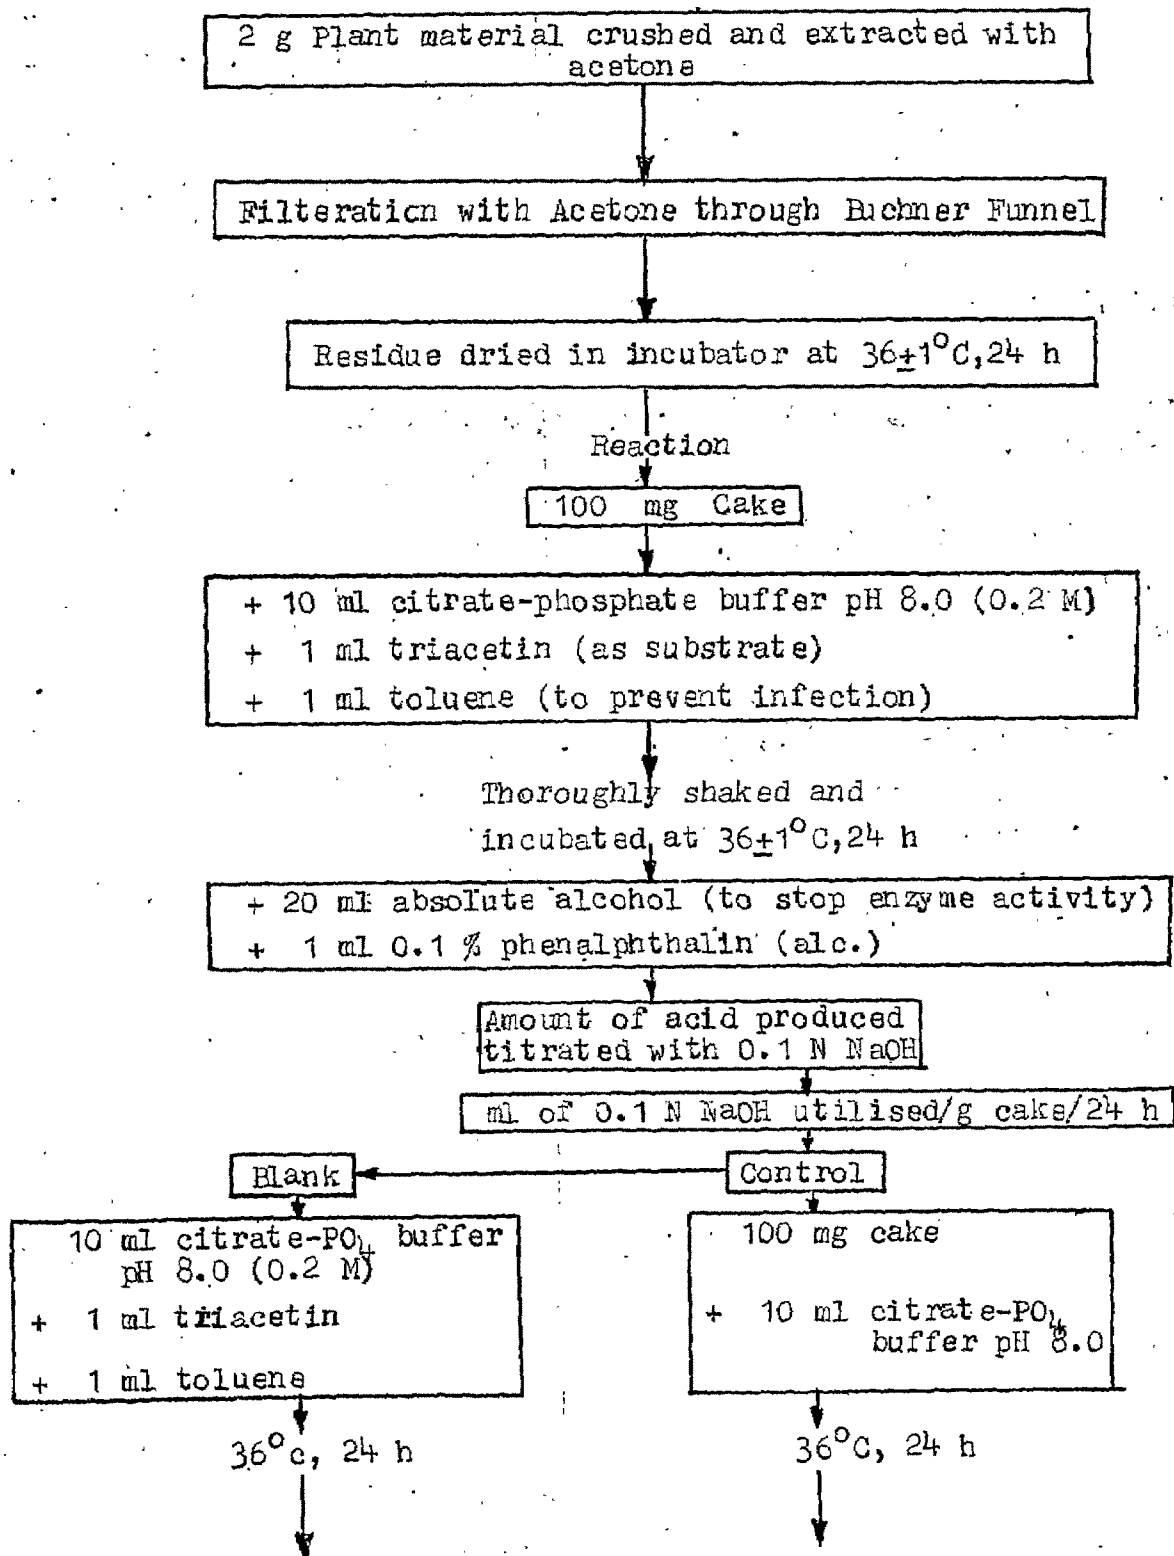 2 g Plant material crushed and extracted with
acetone
Filteration with Acetone through Buchner Funnel
Residue dried in incubator at 36±1°C,24 h
Reaction
100 mg Cake
+ 10 ml citrate-phosphate buffer pH 8.0 (0.2 M)
+ 1 ml triacetin (as substrate)
+ 1 ml toluene (to prevent infection)
Thoroughly shaked and
incubated at 36±1°C,24 h
+ 20 ml absolute alcohol (to stop enzyme activity)
+ 1 ml 0.1 % phenalphthalin (alc.)
Amount of acid produced
titrated with 0.1 N NaOH
ml of 0.1 N NaOH utilised/g cake/24 h
Blank
Control
10 ml citrate-PO4 buffer
pH 8.0 (0.2 M)
+ 1 ml triacetin
+ 1 ml toluene
100 mg cake
+ 10 ml citrate-PO4
buffer pH 8.0
36°c, 24 h
36°C, 24 h